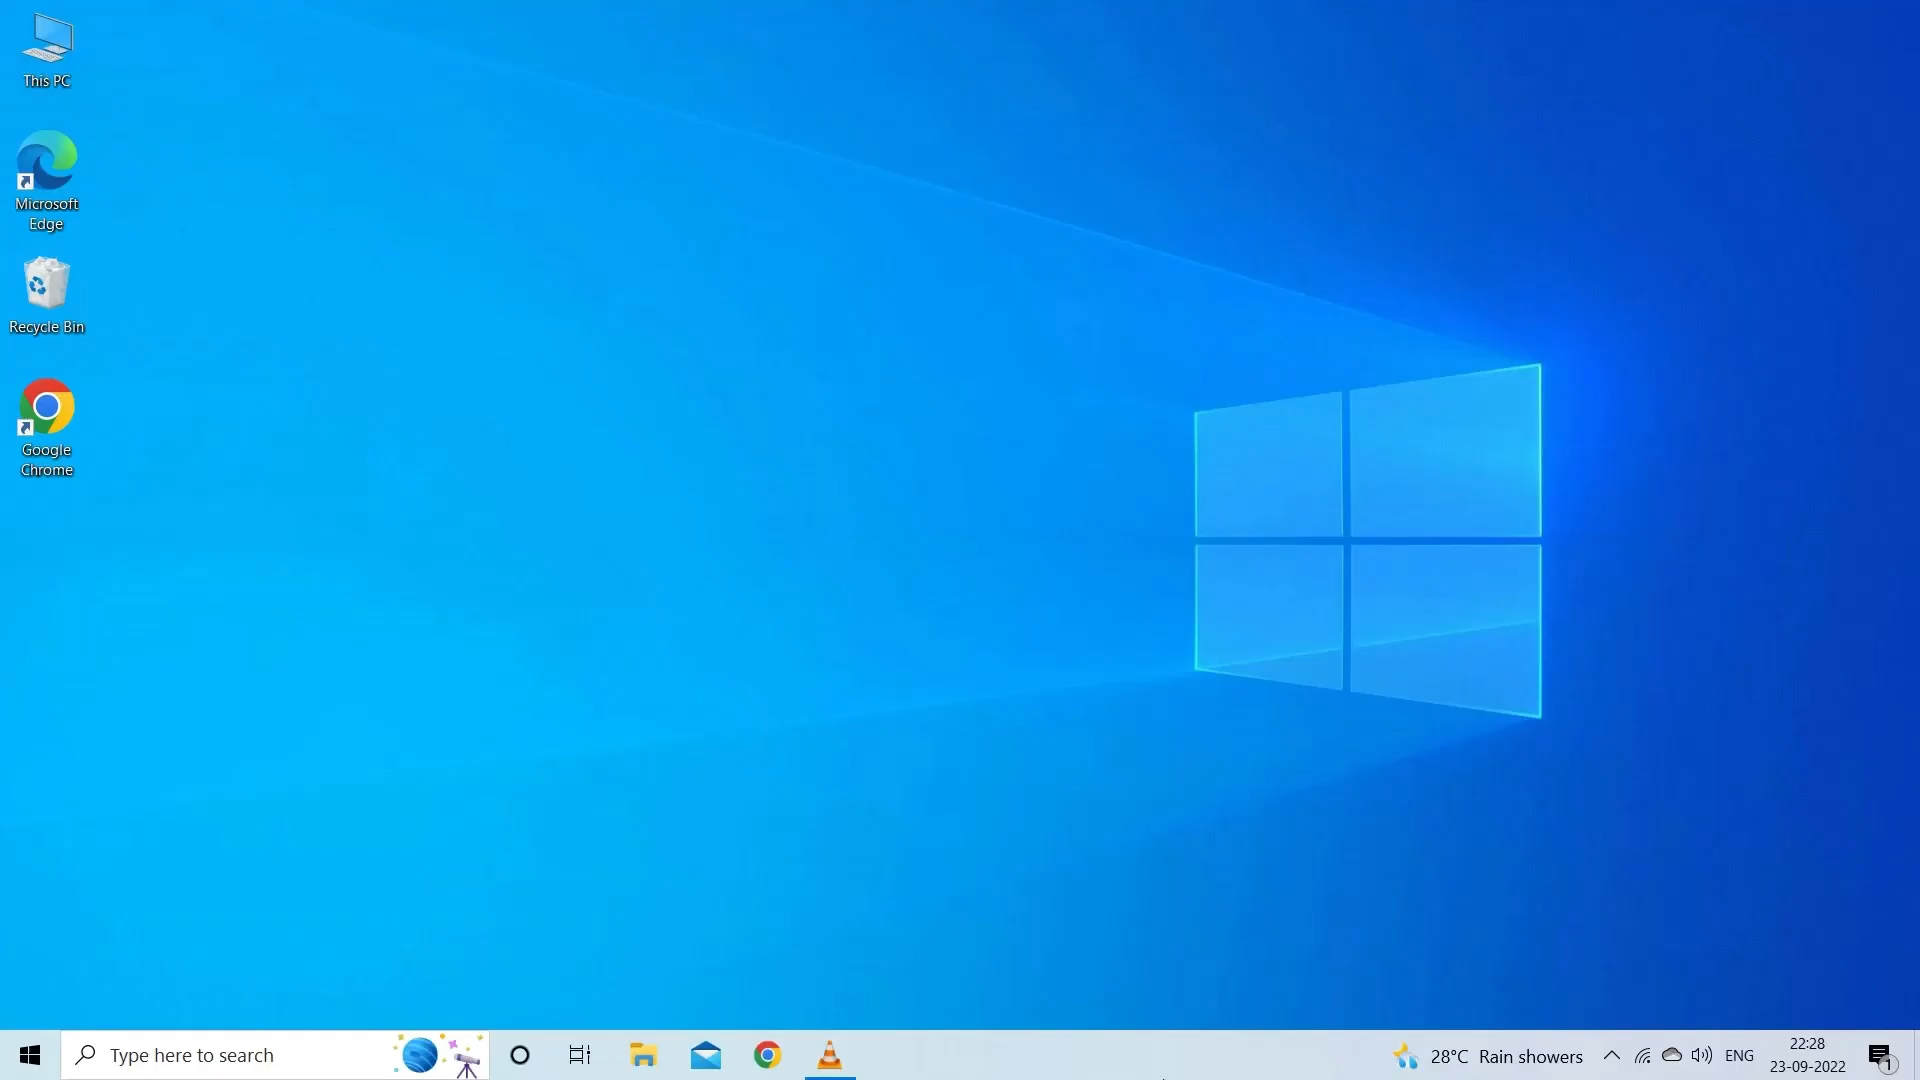 This PC
Microsoft
Edge
Recycle Bin
Google
Chrome
Type here to search
28°C Rain showers
ENG
22:28
23-09-2022
1